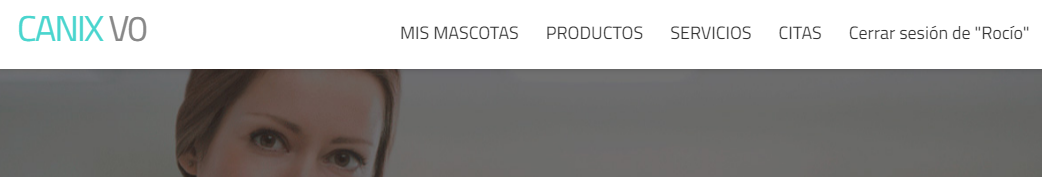 CANIX VO MIS MASCOTAS PRODUCTOS SERVICIOS CITAS Cerrar sesión de "Rocío"